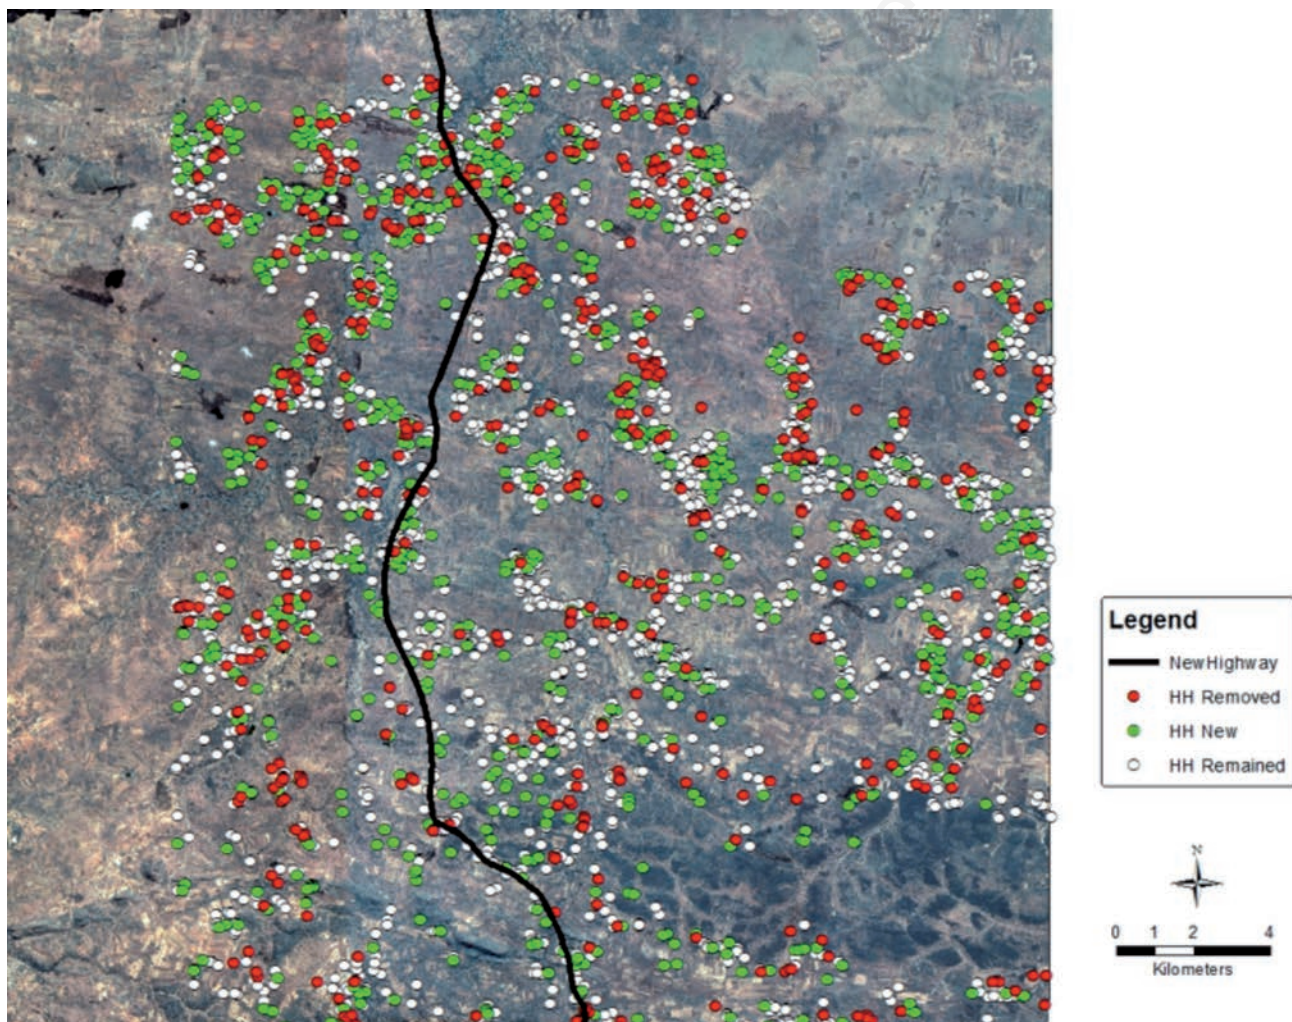 Legend
NewHighway
HH Removed
HH New
HH Remained
N
0 1 2 4
Kilometers